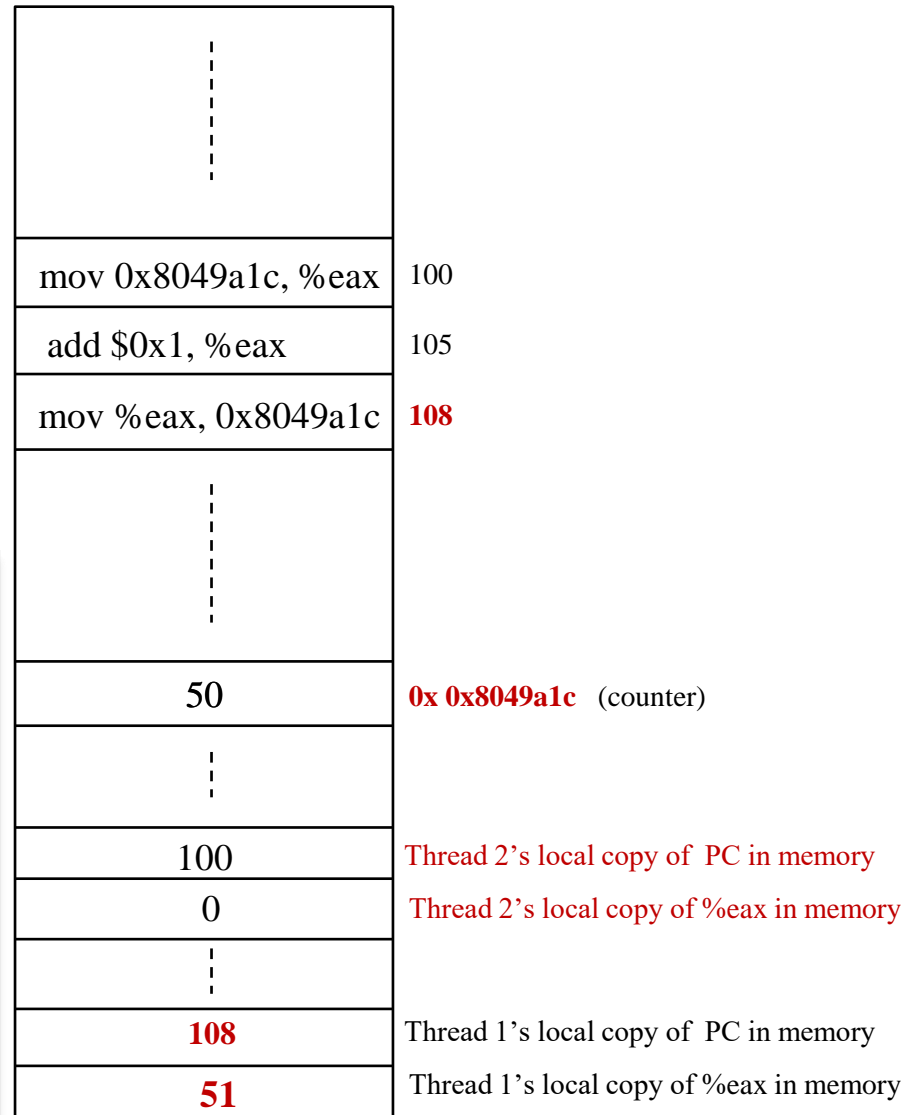 mov 0x8049a1c, %eax 100
add $0x1, %eax 105
mov %eax, 0x8049a1c 108
50 0x 0x8049a1c (counter)
100 Thread 2’s local copy of PC in memory
0 Thread 2’s local copy of %eax in memory
108 Thread 1’s local copy of PC in memory
51 Thread 1’s local copy of %eax in memory